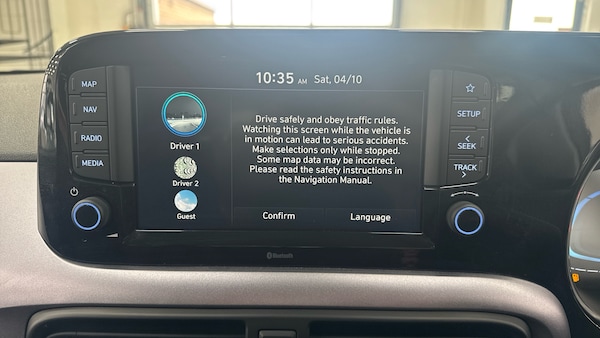 10:35 AM Sat, 04/10
MAP
NAV
RADIO
MEDIA
Driver 1
Driver 2
Guest
Drive safely and obey traffic rules.
Watching this screen while the vehicle is
in motion can lead to serious accidents.
Make selections only while stopped.
Some map data may be incorrect.
Please read the safety instructions in
the Navigation Manual.
Confirm
Language
SETUP
SEEK
TRACK
Bluetooth